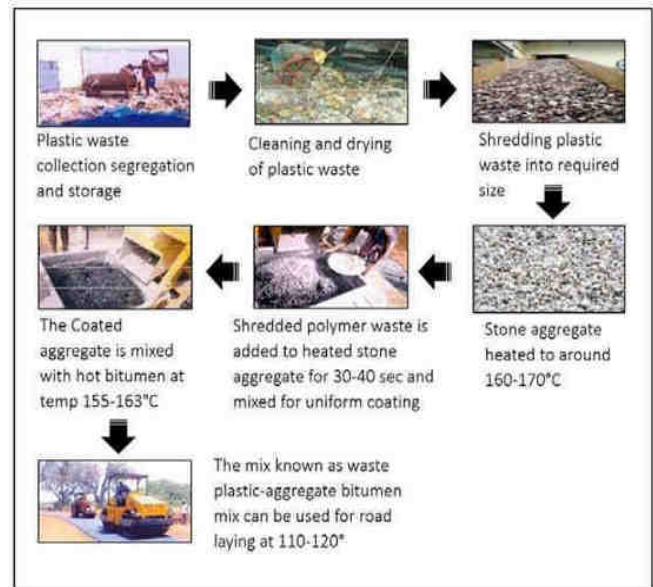 Plastic waste
collection segregation
and storage
Cleaning and drying
of plastic waste
Shredding plastic
waste into required
size
Stone aggregate
heated to around
160-170°C
Shredded polymer waste is
added to heated stone
aggregate for 30-40 sec and
mixed for uniform coating
The Coated
aggregate is mixed
with hot bitumen at
temp 155-163°C
The mix known as waste
plastic-aggregate bitumen
mix can be used for road
laying at 110-120°